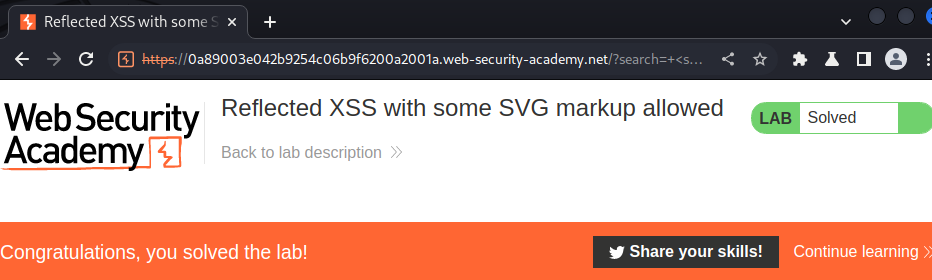 Reflected XSS with some S
https://0a89003e042b9254c06b9f6200a2001a.web-security-academy.net/?search=+<s...
Web Security
Academy
Reflected XSS with some SVG markup allowed
LAB Solved
Back to lab description
Congratulations, you solved the lab!
Share your skills! Continue learning